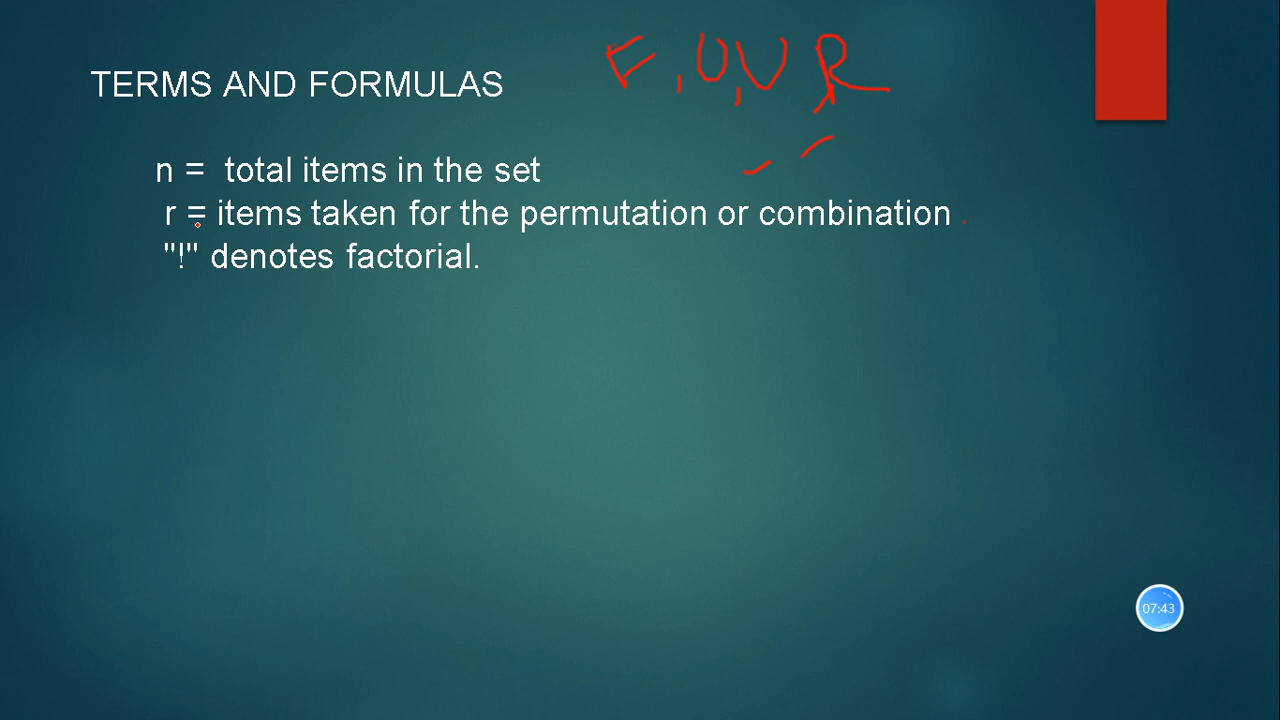 F, O, U R
TERMS AND FORMULAS
n = total items in the set
r = items taken for the permutation or combination
"!" denotes factorial.
07:43